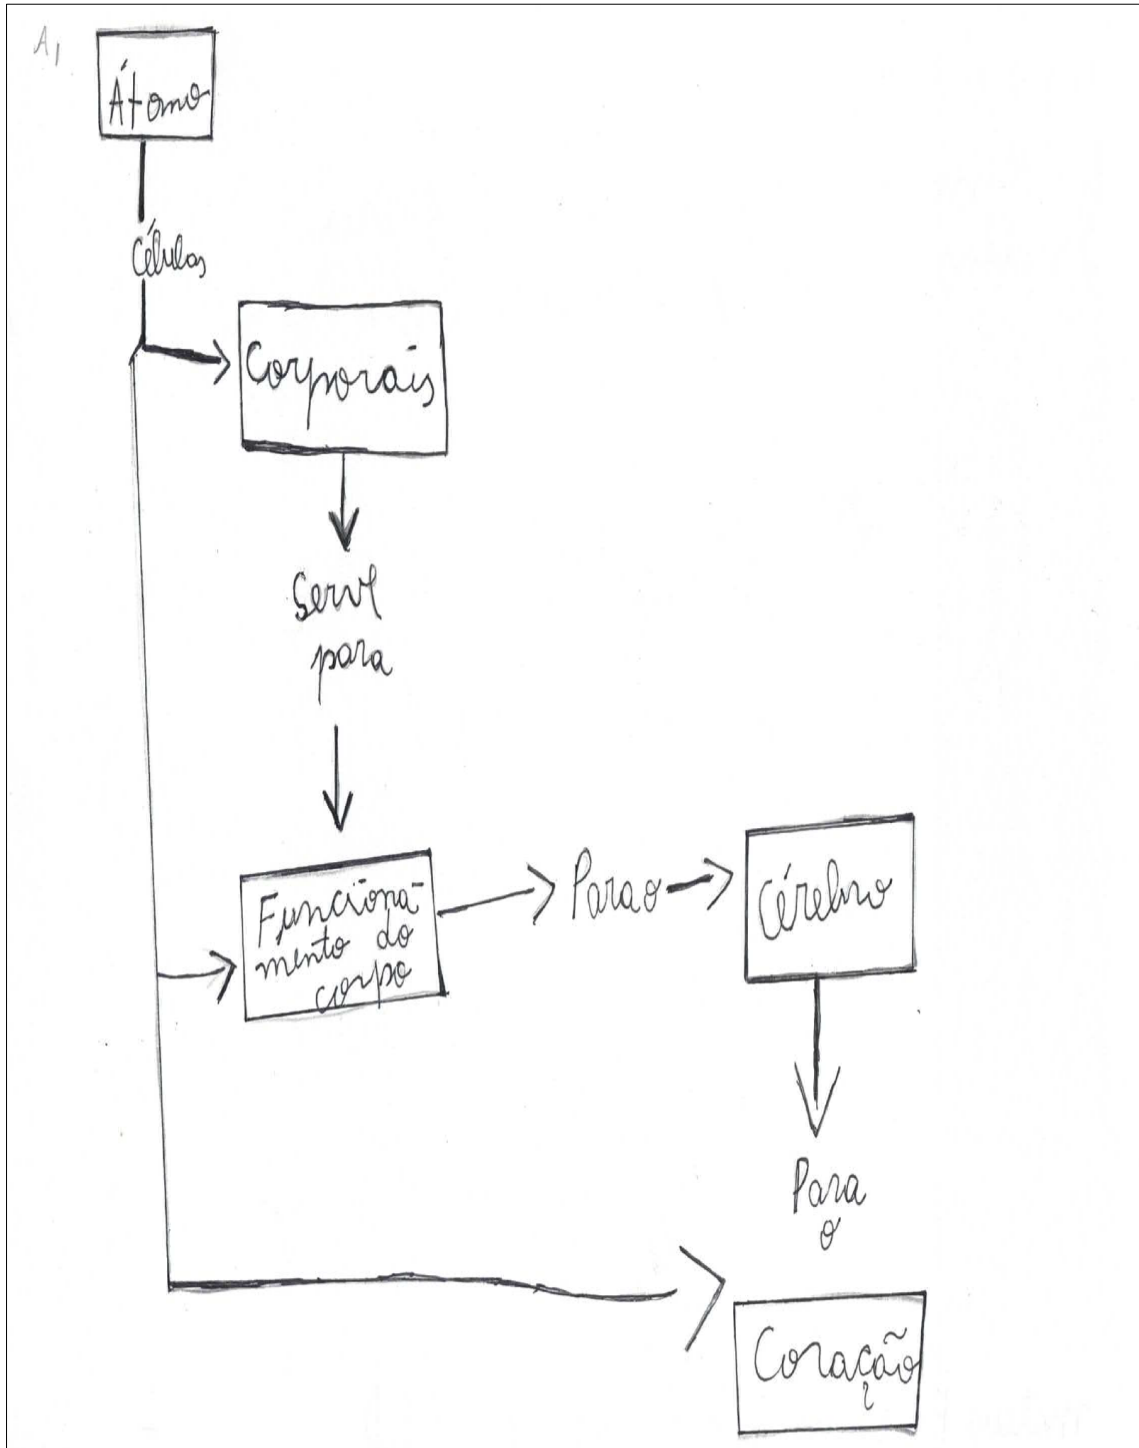 A1
Átomo
Células
Corporais
Serve
para
Funciona-
mento do
corpo
Para o
Cérebro
Para
o
Coração